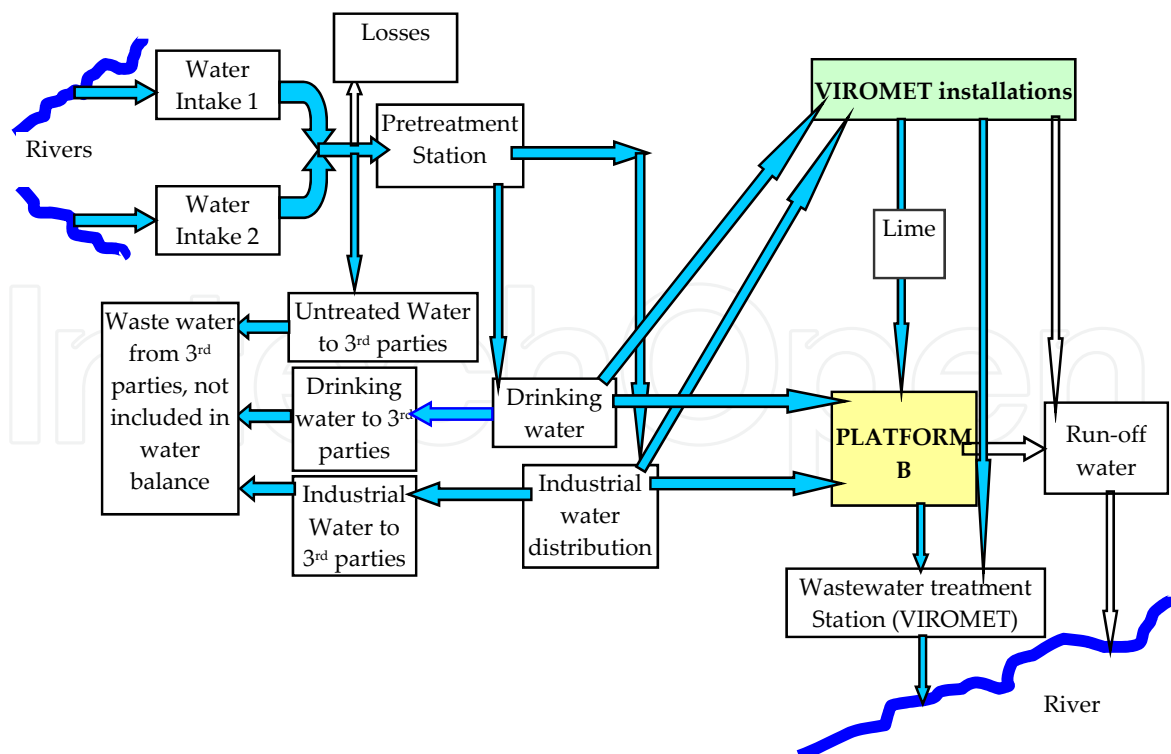 Losses
Water
Intake 1
VIROMET installations
Pretreatment
Station
Rivers
Water
Intake 2
Lime
Untreated Water
to 3rd parties
Waste water
from 3rd
parties, not
included in
water
balance
Drinking
water to 3rd
parties
Drinking
water
PLATFORM
B
Run-off
water
Industrial
Water to
3rd parties
Industrial
water
distribution
Wastewater treatment
Station (VIROMET)
River
IntechOpen